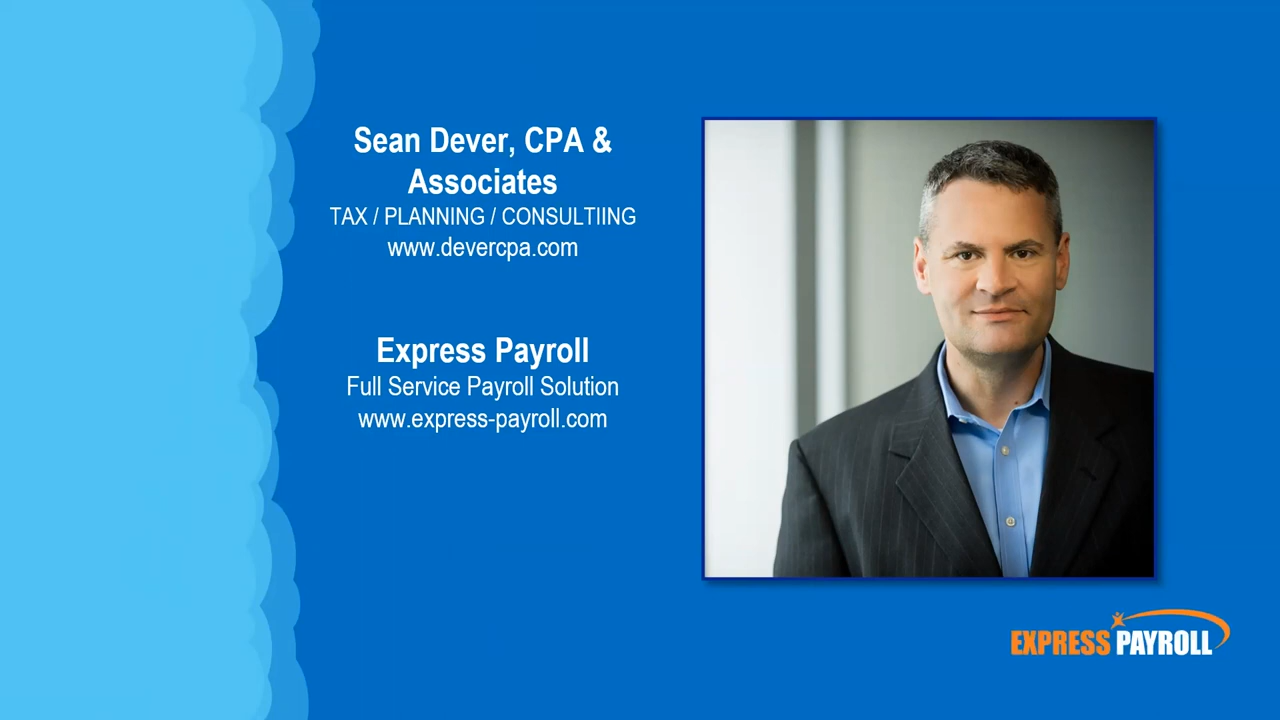 Sean Dever, CPA &
Associates
TAX / PLANNING / CONSULTIING
www.devercpa.com
Express Payroll
Full Service Payroll Solution
www.express-payroll.com
EXPRESS PAYROLL